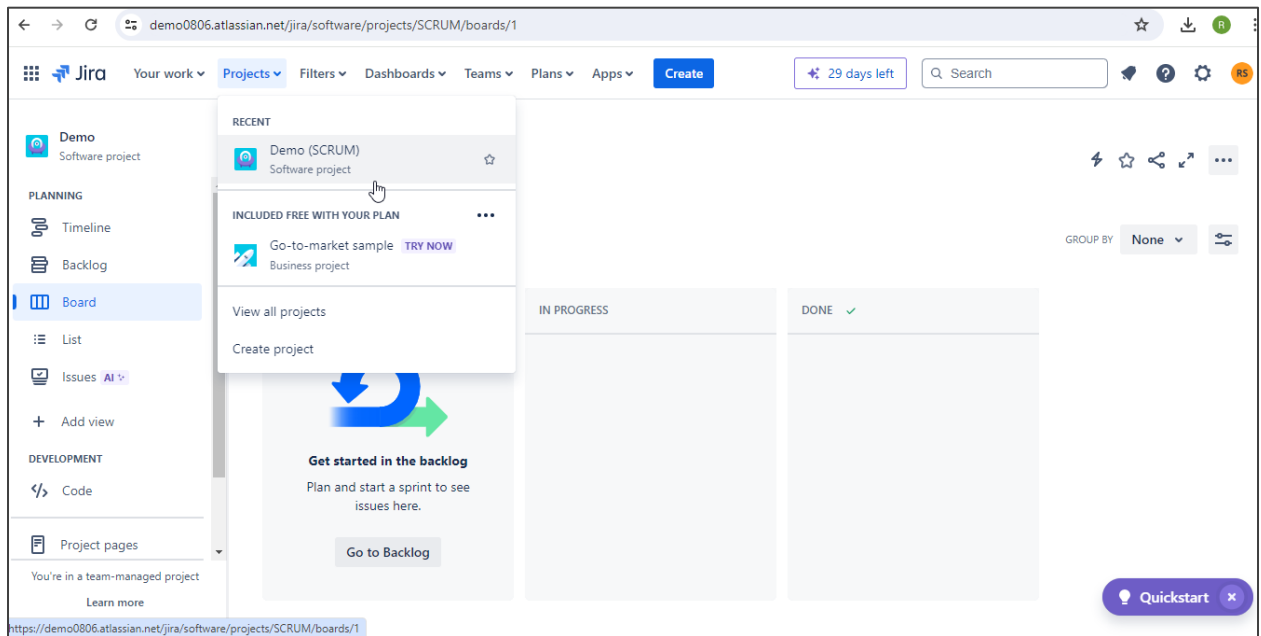 demo0806.atlassian.net/jira/software/projects/SCRUM/boards/1
R
Jira
Your work
Projects
Filters
Dashboards
Teams
Plans
Apps
Create
29 days left
Search
RS
Demo
Software project
PLANNING
Timeline
Backlog
Board
List
Issues AI
Add view
DEVELOPMENT
Code
Project pages
You're in a team-managed project
Learn more
RECENT
Demo (SCRUM)
Software project
INCLUDED FREE WITH YOUR PLAN
Go-to-market sample TRY NOW
Business project
View all projects
Create project
GROUP BY None
IN PROGRESS
DONE
Get started in the backlog
Plan and start a sprint to see
issues here.
Go to Backlog
Quickstart
https://demo0806.atlassian.net/jira/software/projects/SCRUM/boards/1